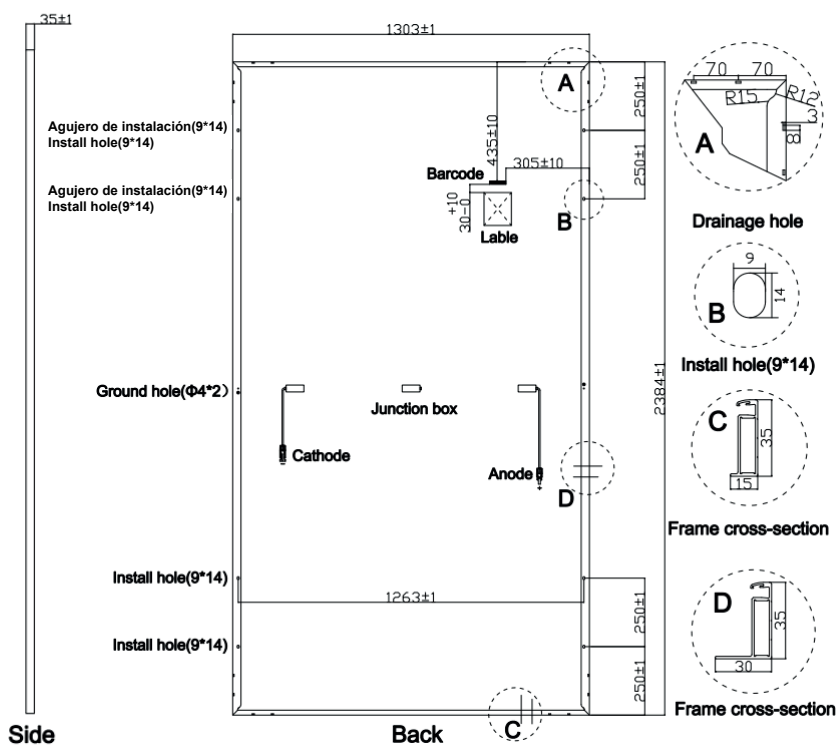 35±1
1303±1
A
250±1
250±1
435±10
305±10
Agujero de instalación(9*14)
Install hole(9*14)
Agujero de instalación(9*14)
Install hole(9*14)
Barcode
+10
30-0
Lable
B
70 70
R15
R12
3
8
A
Drainage hole
9
14
B
Install hole(9*14)
Ground hole(Φ4*2)
Junction box
Cathode
Anode
D
2384±1
C
35
15
Frame cross-section
Install hole(9*14)
1263±1
Install hole(9*14)
250±1
250±1
D
35
30
Frame cross-section
C
Side
Back